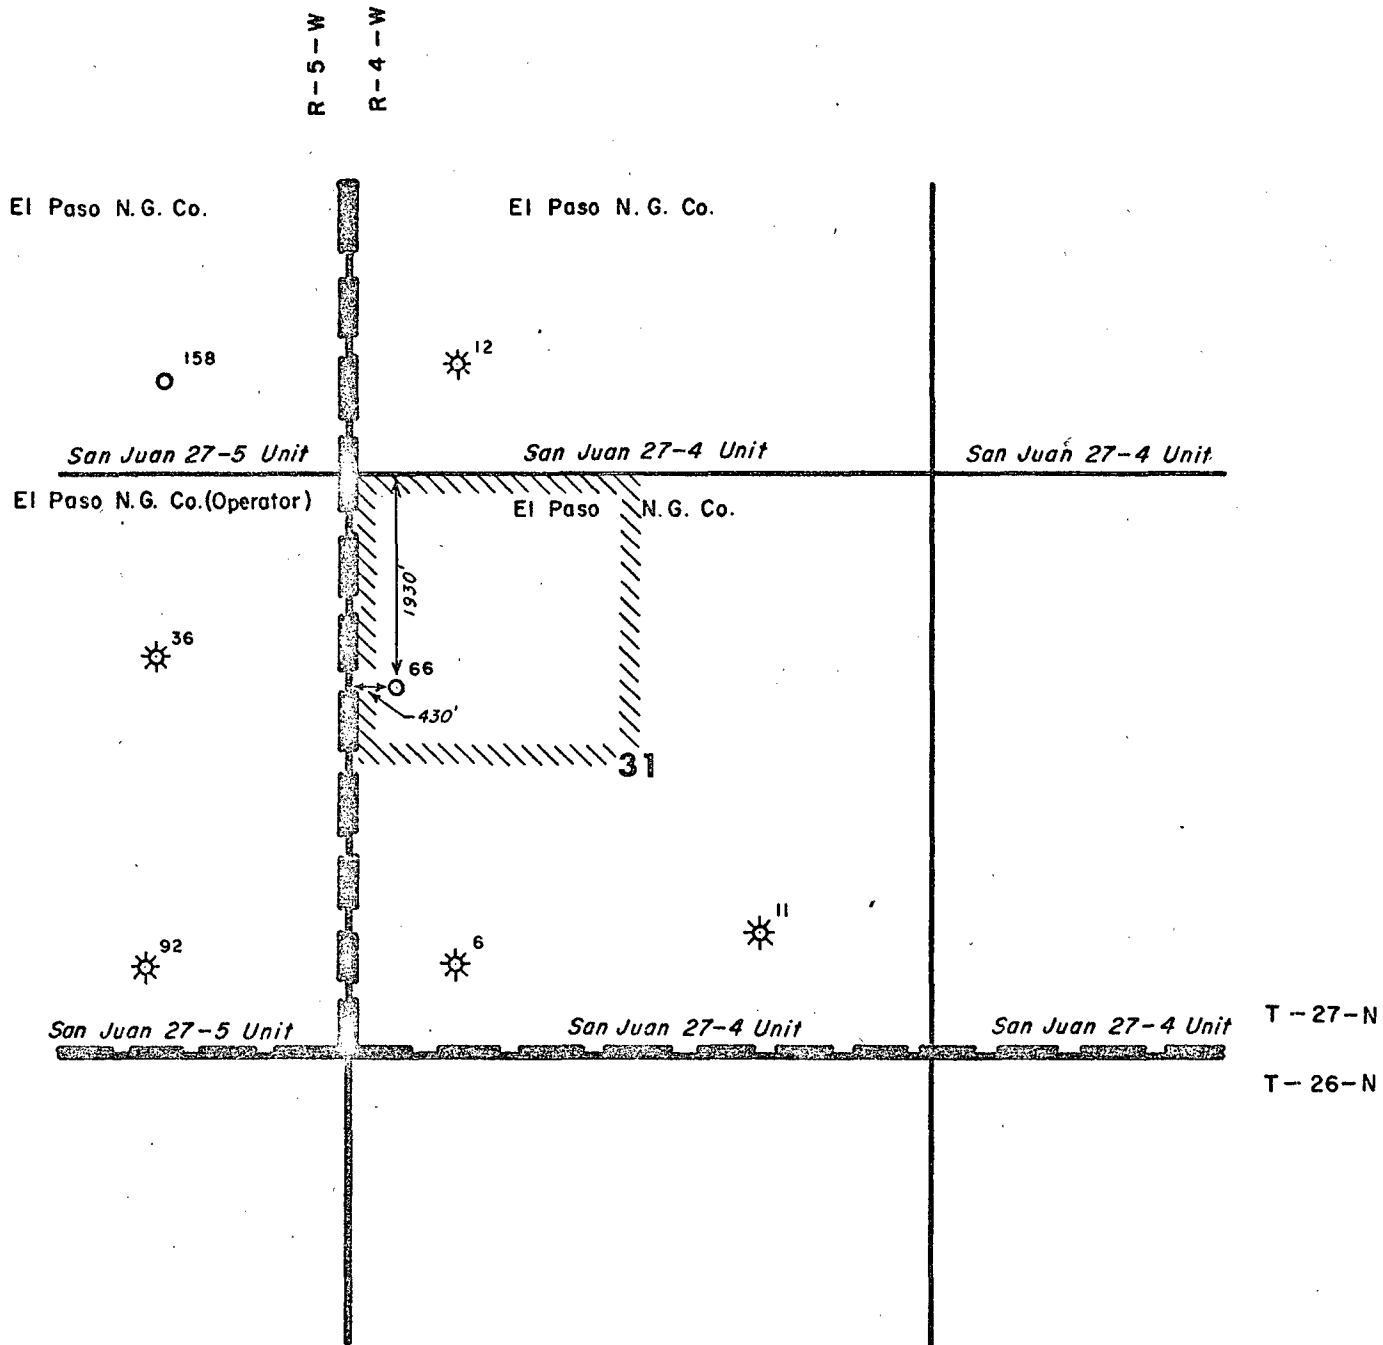 R-5-W
R-4-W
El Paso N.G. Co.
El Paso N.G. Co.
158
12
San Juan 27-5 Unit
San Juan 27-4 Unit
San Juan 27-4 Unit
El Paso N.G. Co.(Operator)
El Paso N.G. Co.
1930'
36
66
430'
31
11
92
6
San Juan 27-5 Unit
San Juan 27-4 Unit
San Juan 27-4 Unit
T-27-N
T-26-N